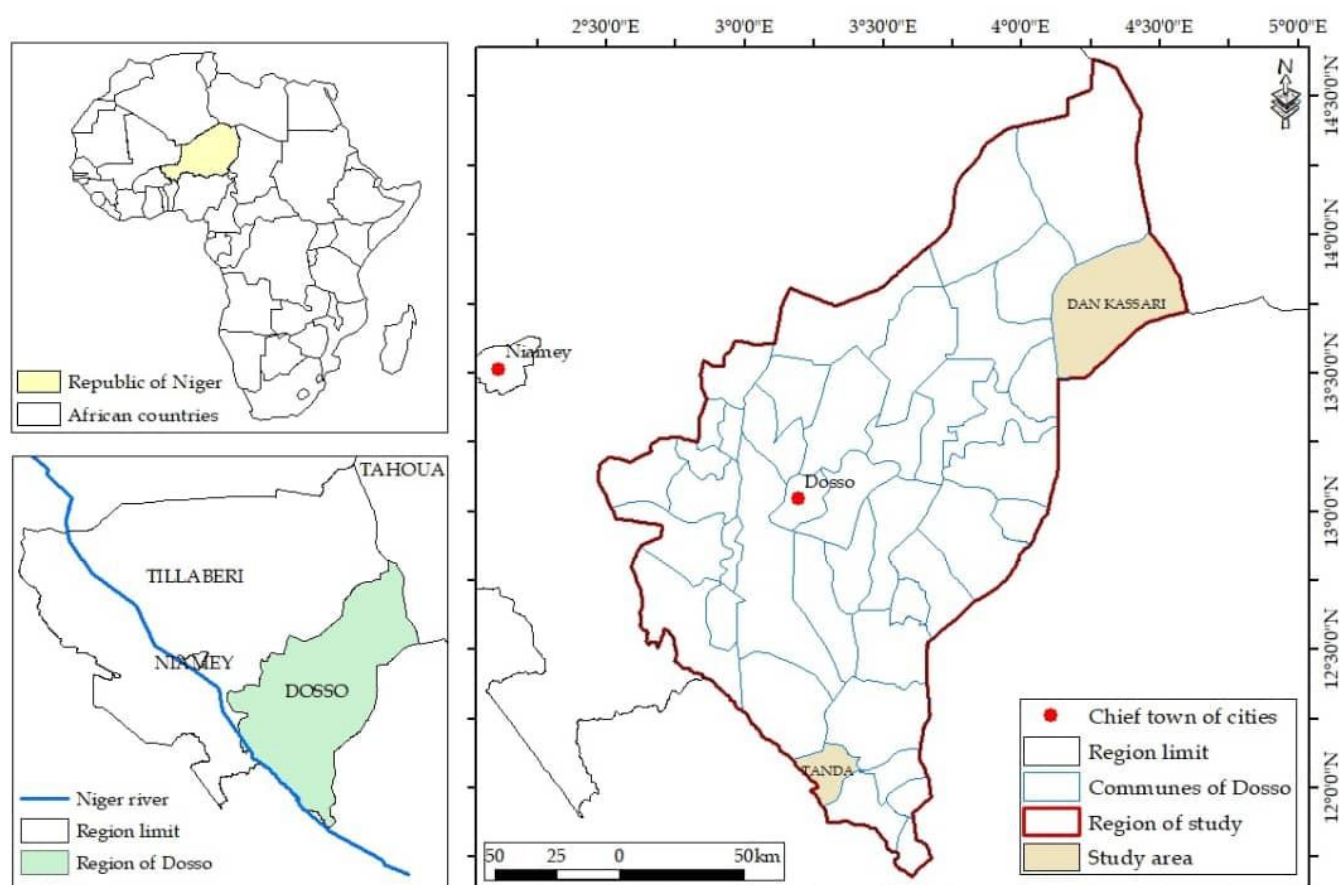 Republic of Niger
African countries
TAHOUA
TILLABERI
NIAMEY
DOSSO
Niger river
Region limit
Region of Dosso
2°30'0"E
3°0'0"E
3°30'0"E
4°0'0"E
4°30'0"E
5°0'0"E
N
14°30'0"N
14°0'0"N
13°30'0"N
13°0'0"N
12°30'0"N
12°0'0"N
DAN KASSARI
Niamey
Dosso
TANDA
Chief town of cities
Region limit
Communes of Dosso
Region of study
Study area
50 25 0 50km